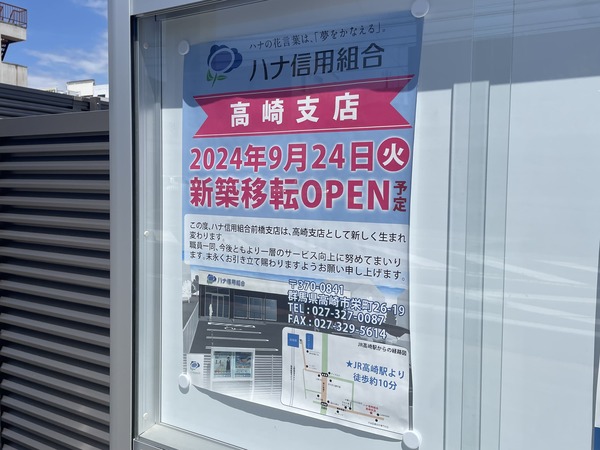 ハナの花言葉は、「夢をかなえる」。
ハナ信用組合
高崎支店
2024年9月24日火
新築移転OPEN予定
この度、ハナ信用組合前橋支店は、高崎支店として新しく生まれ
変わります。
職員一同、今後ともより一層のサービス向上に努めてまいり
ます。末永くお引き立て賜わりますようお願い申し上げます。
ハナ信用組合
〒370-0841
群馬県高崎市栄町26-19
TEL：027-327-0087
FAX：027-329-5614
JR高崎駅からの経路図
★JR高崎駅より
徒歩約10分